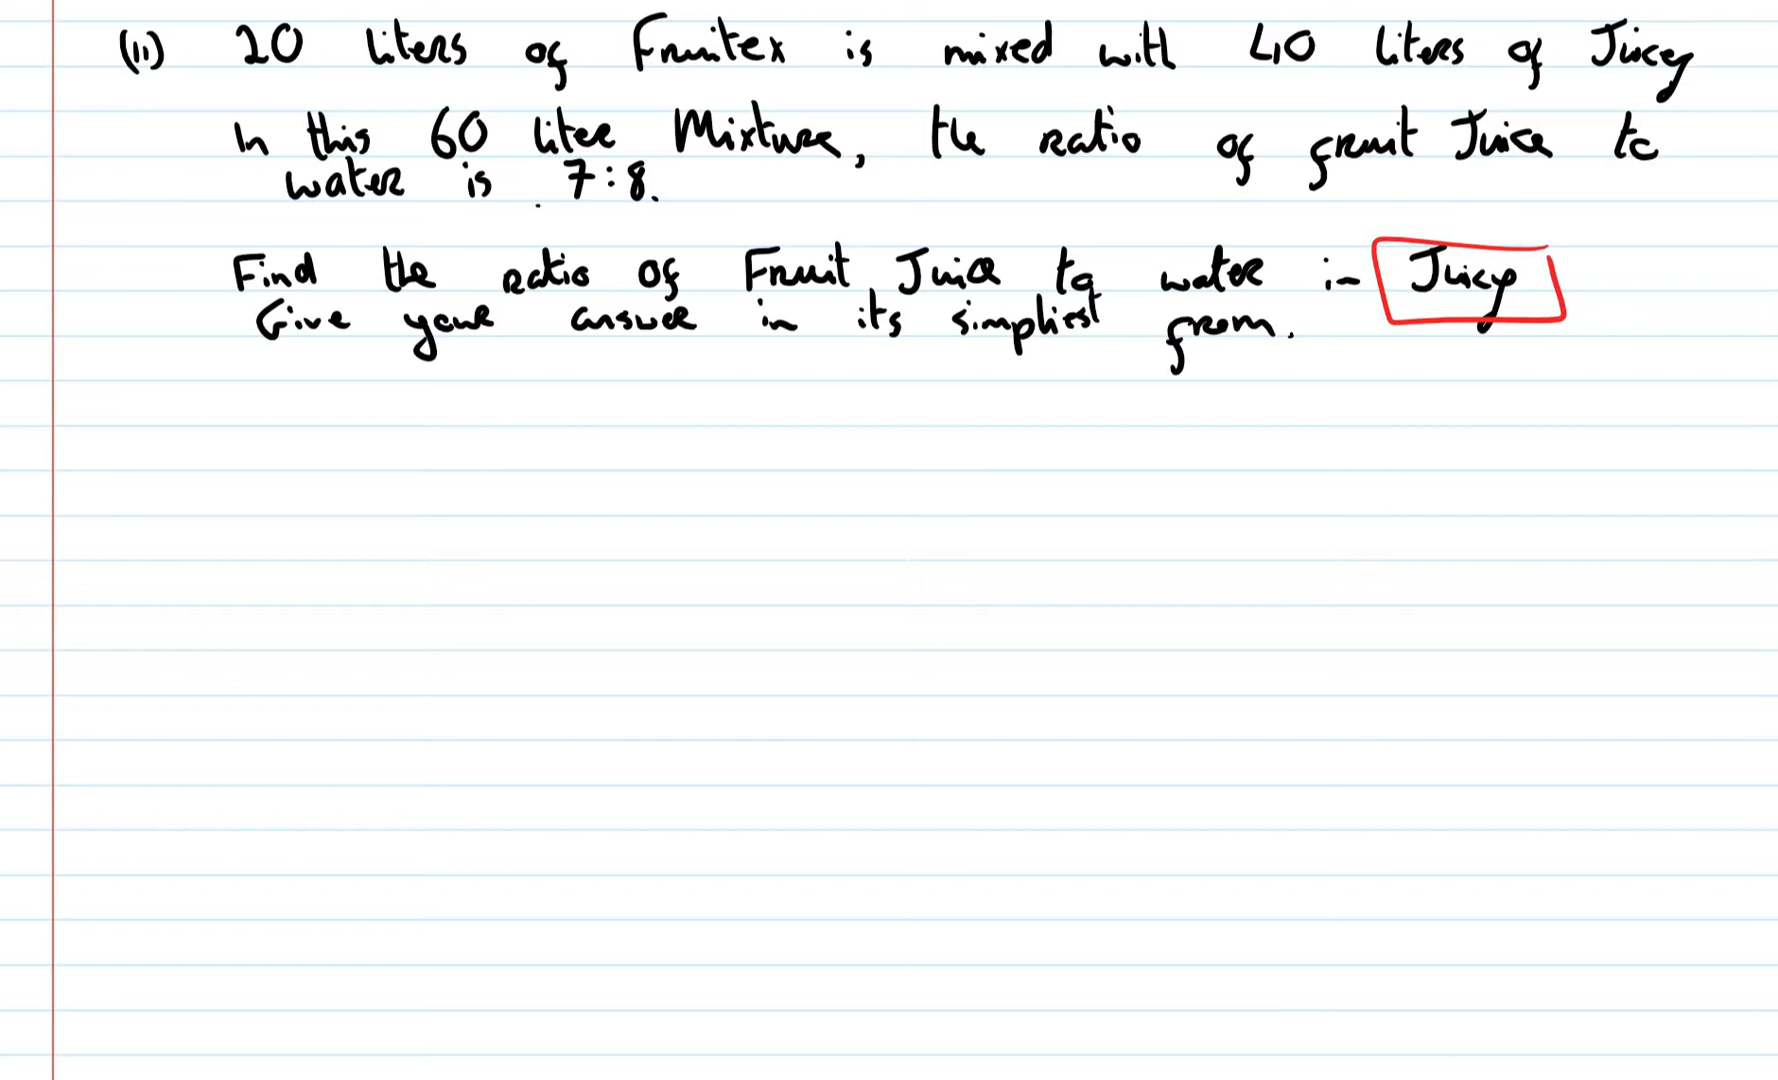 (ii) 20 liters of Fruitex is mixed with 40 liters of Juicy
In this 60 liter Mixture, the ratio of fruit Juice to
water is 7:8.
Find the ratio of Fruit Juice to water in Juicy
Give your answer in its simpliest from.